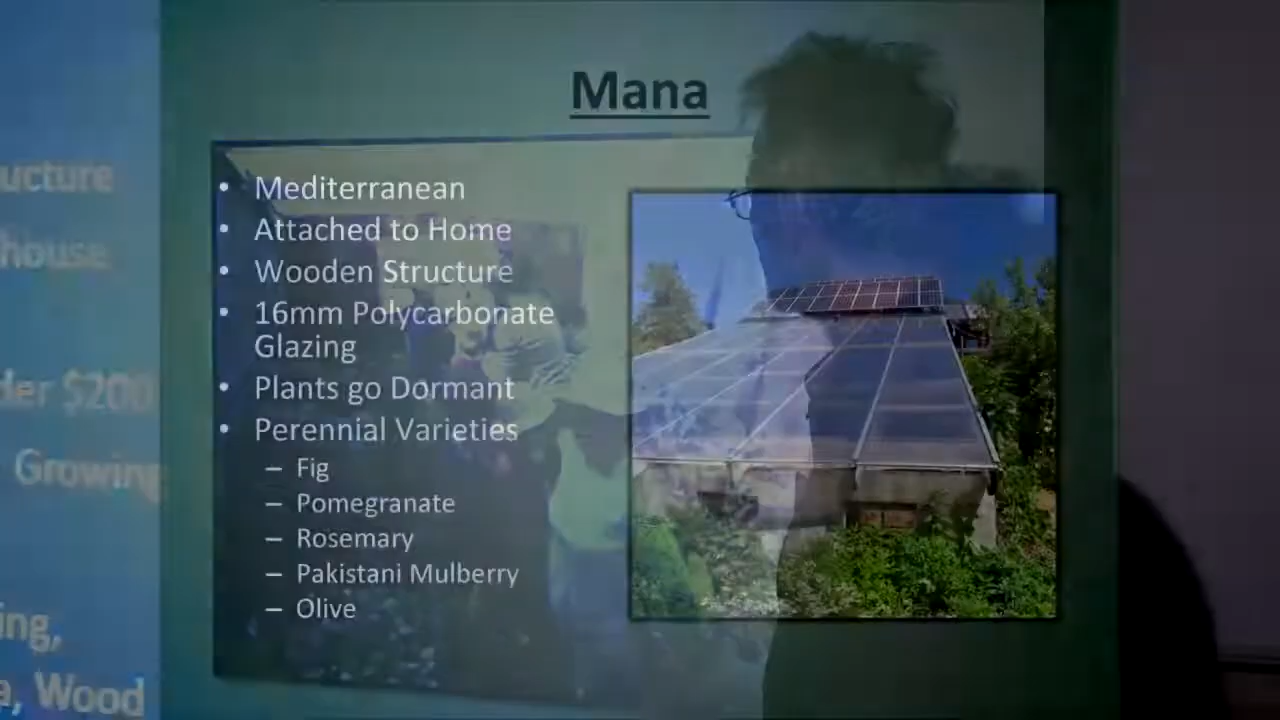 Mana
• Mediterranean
• Attached to Home
• Wooden Structure
• 16mm Polycarbonate
Glazing
• Plants go Dormant
• Perennial Varieties
– Fig
– Pomegranate
– Rosemary
– Pakistani Mulberry
– Olive
ucture
house
der $200
Growing
ing,
a, Wood